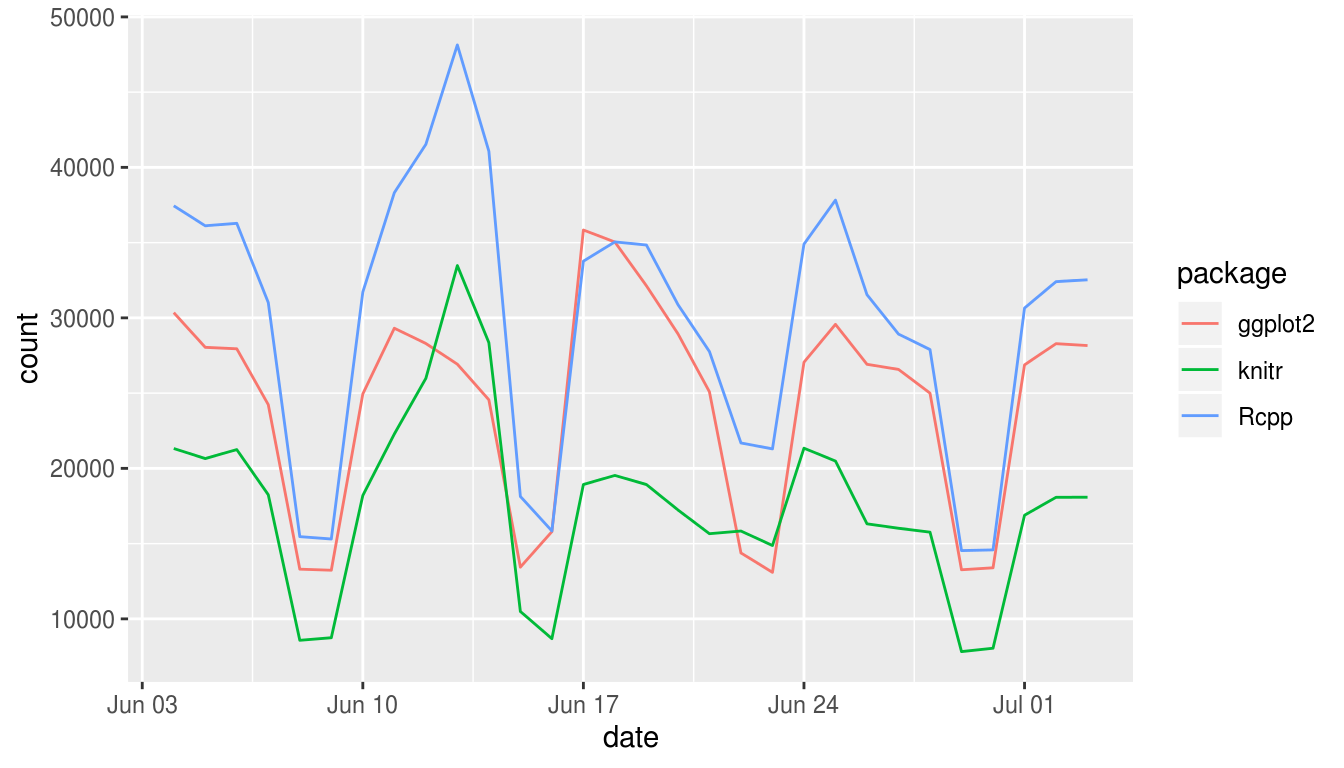 50000
40000
30000
20000
10000
count
Jun 03
Jun 10
Jun 17
Jun 24
Jul 01
date
package
ggplot2
knitr
Rcpp